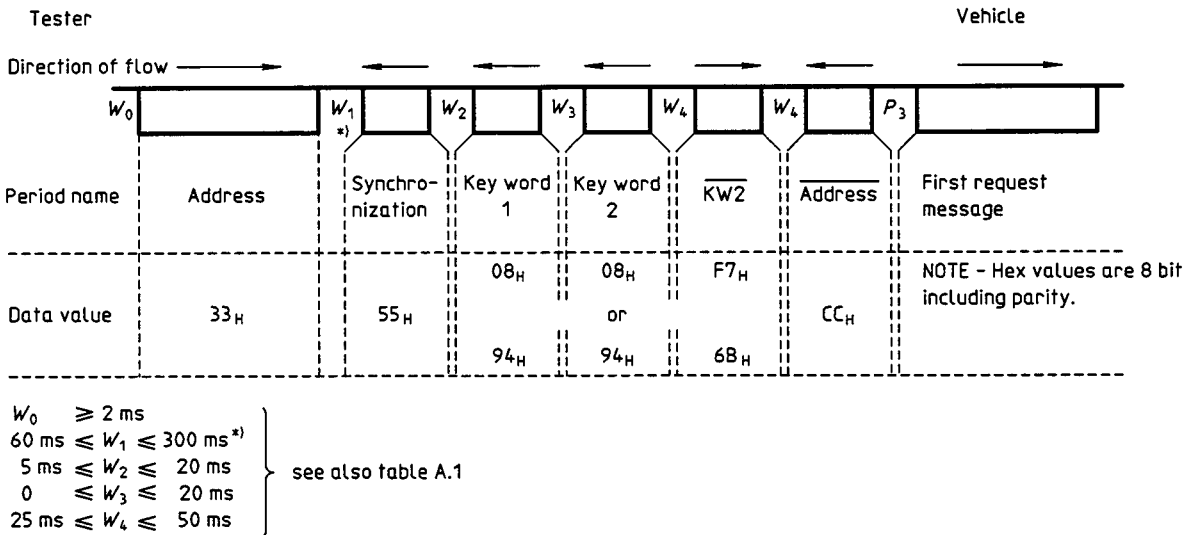 Tester Vehicle
Direction of flow
W₀ W₁ W₂ W₃ W₄ W₄ P₃
*)
Period name Address Synchro- Key word Key word K̅W̅2̅ A̅d̅d̅r̅e̅s̅s̅ First request
nization 1 2 message
08H 08H F7H NOTE – Hex values are 8 bit
including parity.
Data value 33H 55H or CCH
94H 94H 6BH
W₀ ⩾ 2 ms
60 ms ⩽ W₁ ⩽ 300 ms*)
5 ms ⩽ W₂ ⩽ 20 ms
see also table A.1
0 ⩽ W₃ ⩽ 20 ms
25 ms ⩽ W₄ ⩽ 50 ms